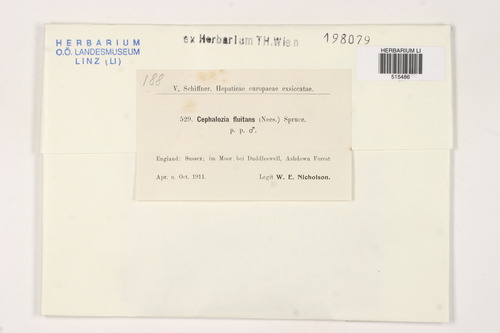 HERBARIUM
O.Ö. LANDESMUSEUM
LINZ (LI)
ex Herbarium TH.Wien
198079
HERBARIUM LI
515486
188
V. Schiffner, Hepaticae europaeae exsiccatae.
529. Cephalozia fluitans (Nees.) Spruce.
p. p. ♂.
England: Sussex; im Moor bei Duddleswell, Ashdown Forest
Apr. u. Oct. 1911. Legit W. E. Nicholson.